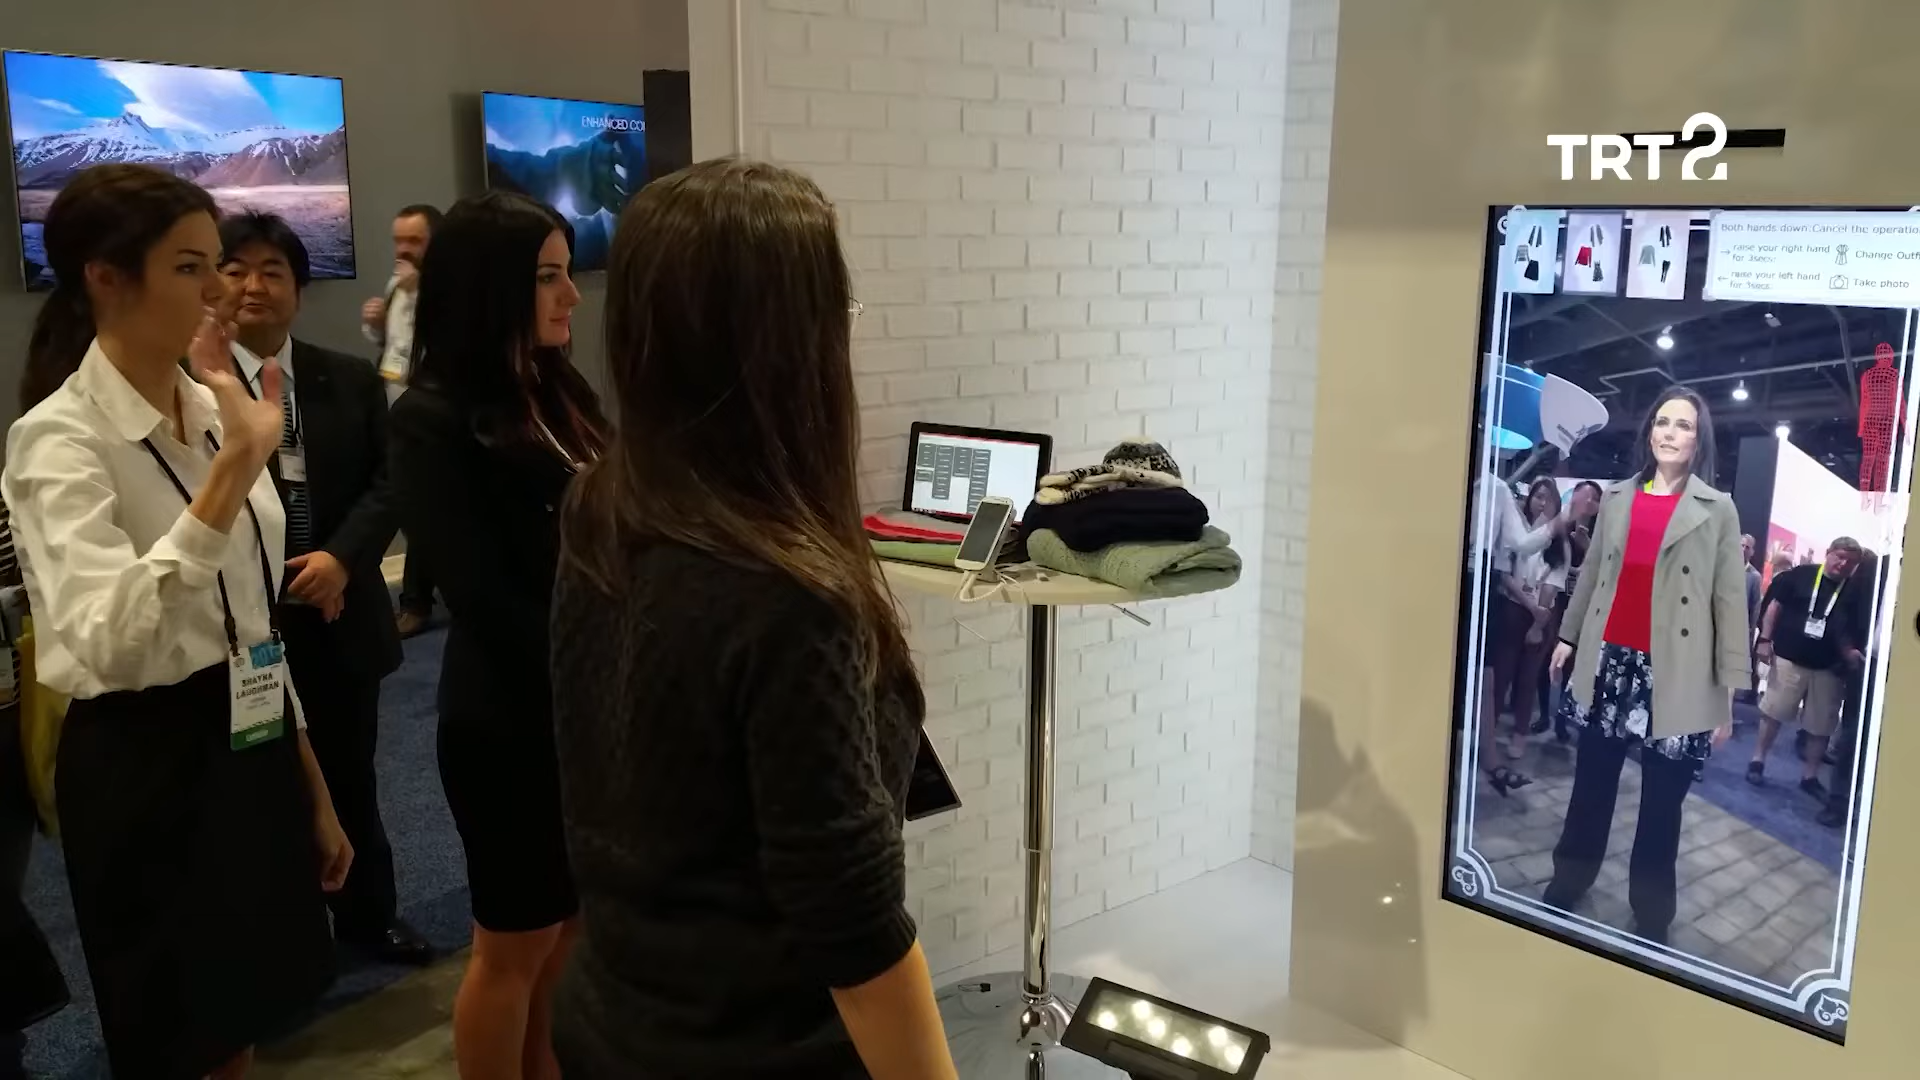 ENHANCED CO
TRT2
Both hands down:Cancel the operatio
→ raise your right hand
for 3secs:
Change Outf
← raise your left hand
for 3secs:
Take photo
SHAYNA
LAUGHMAN